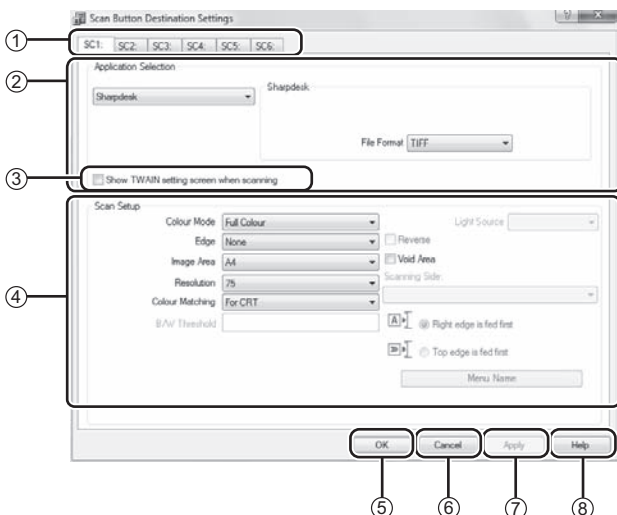 Scan Button Destination Settings
① SC1: SC2: SC3: SC4: SC5: SC6:
② Application Selection
Sharpdesk
Sharpdesk
File Format TIFF
③ Show TWAIN setting screen when scanning
④ Scan Setup
Colour Mode Full Colour Light Source
Edge None Reverse
Image Area A4 Void Area
Resolution 75 Scanning Side:
Colour Matching For CRT
B/W Threshold A Right edge is fed first
A Top edge is fed first
Menu Name
OK Cancel Apply Help
⑤ ⑥ ⑦ ⑧